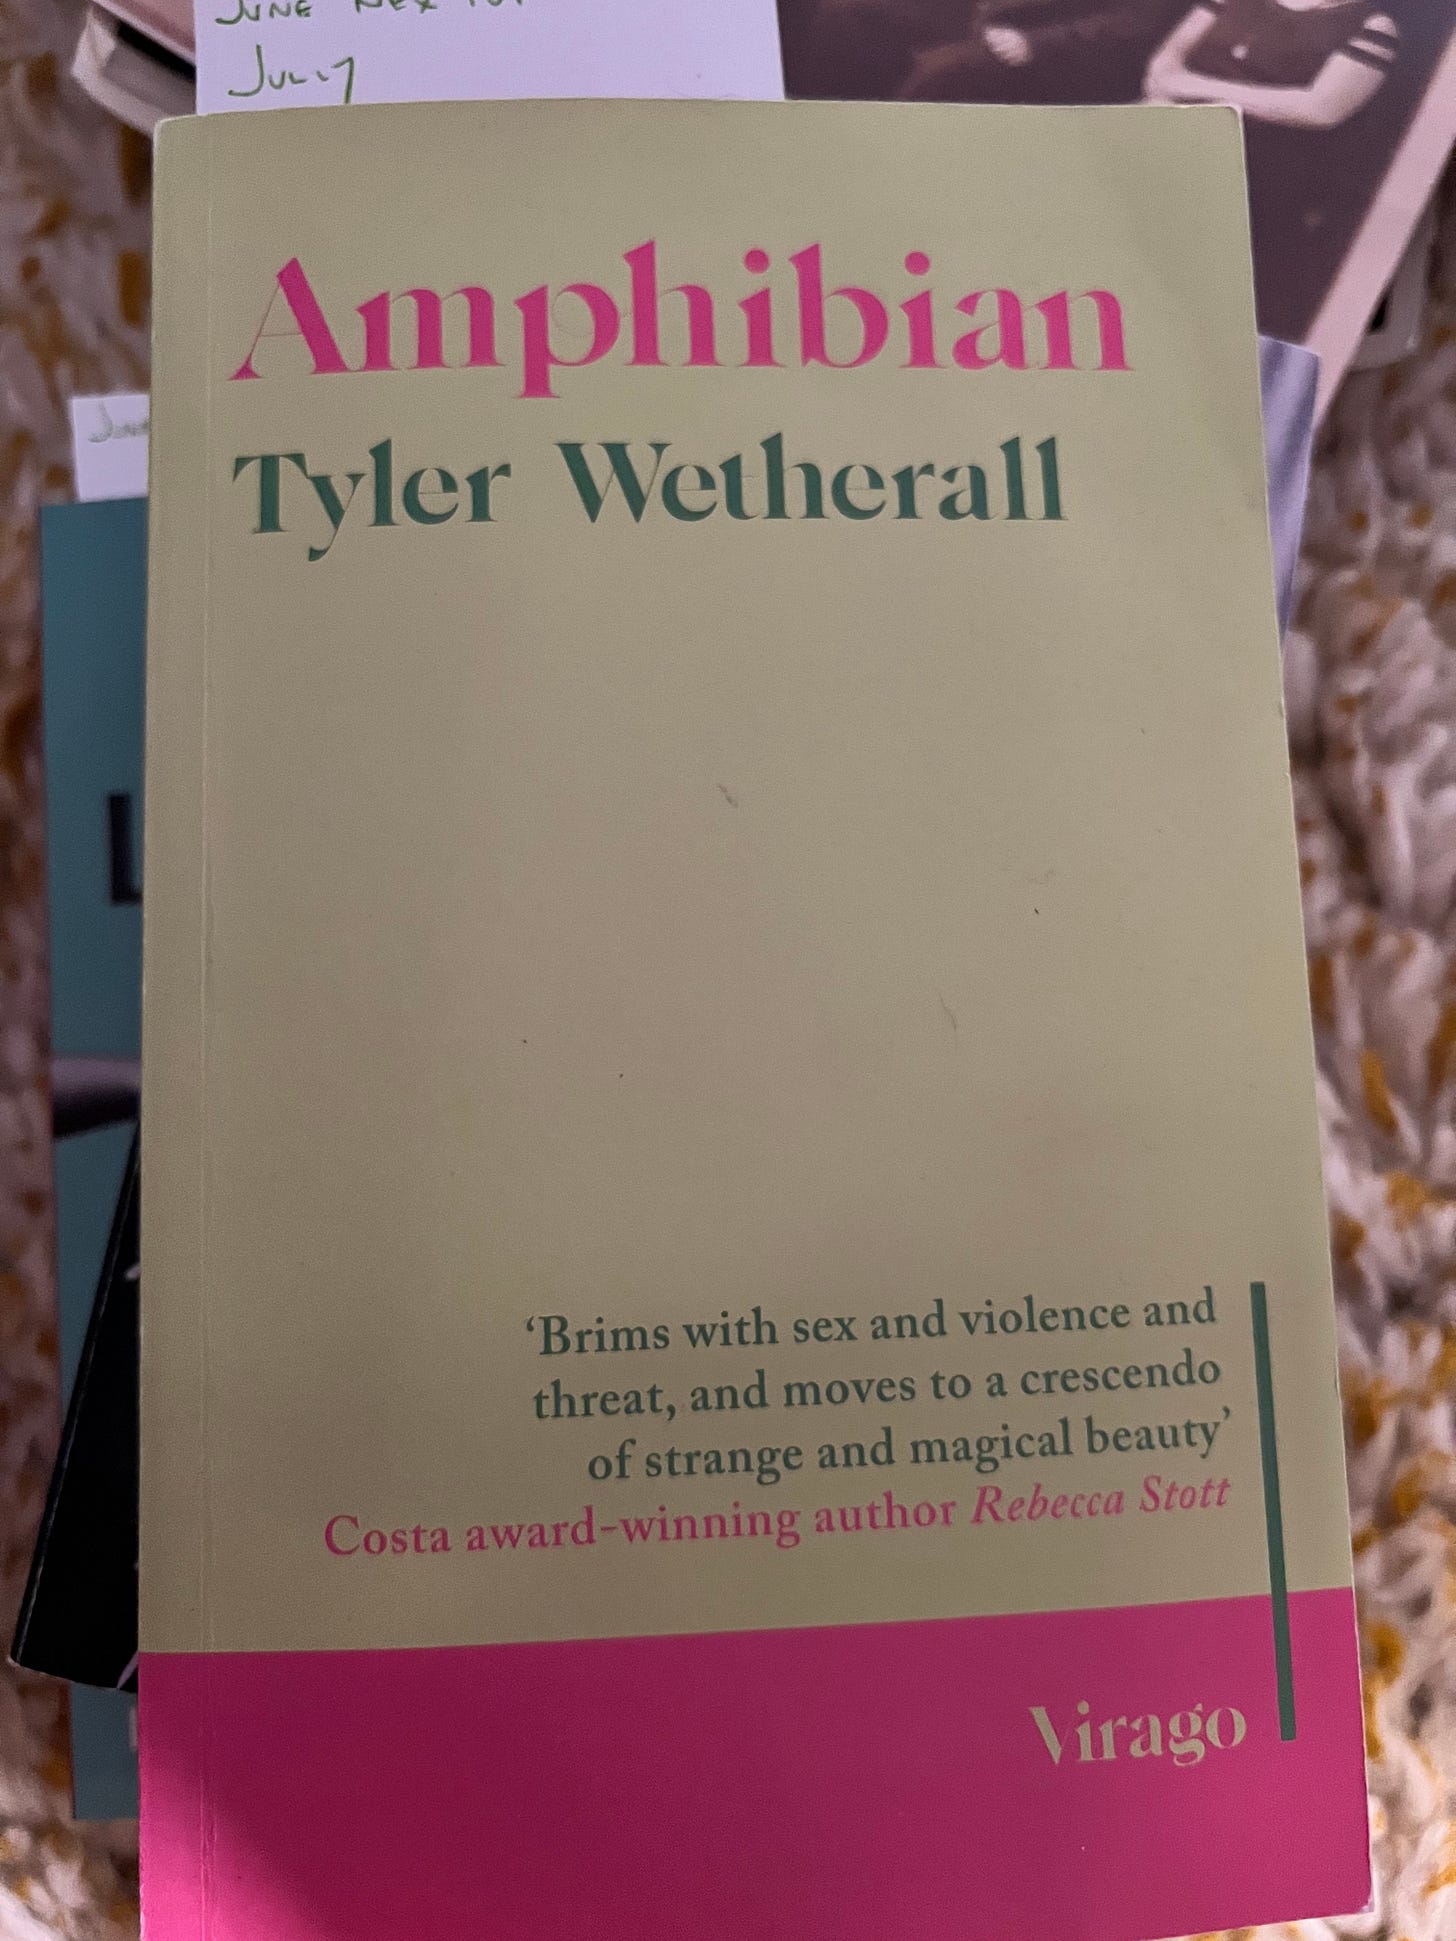 JUNE
JULY
Amphibian
Tyler Wetherall
‘Brims with sex and violence and
threat, and moves to a crescendo
of strange and magical beauty’
Costa award-winning author Rebecca Stott
Virago